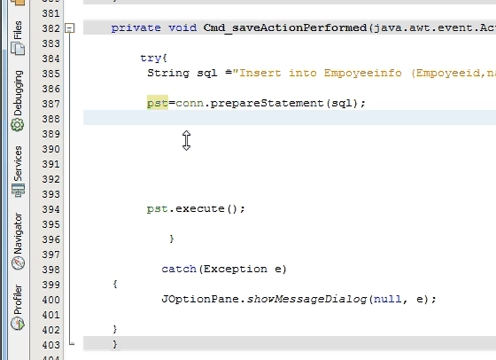 Files
Debugging
Services
Navigator
Profiler
381
382 private void Cmd_saveActionPerformed(java.awt.event.Ac
383
384 try{
385 String sql ="Insert into Empoyeeinfo (Empoyeeid,na
386
387 pst=conn.prepareStatement(sql);
388
389
390
391
392
393
394 pst.execute();
395
396 }
397
398 catch(Exception e)
399 {
400 JOptionPane.showMessageDialog(null, e);
401
402 }
403 }